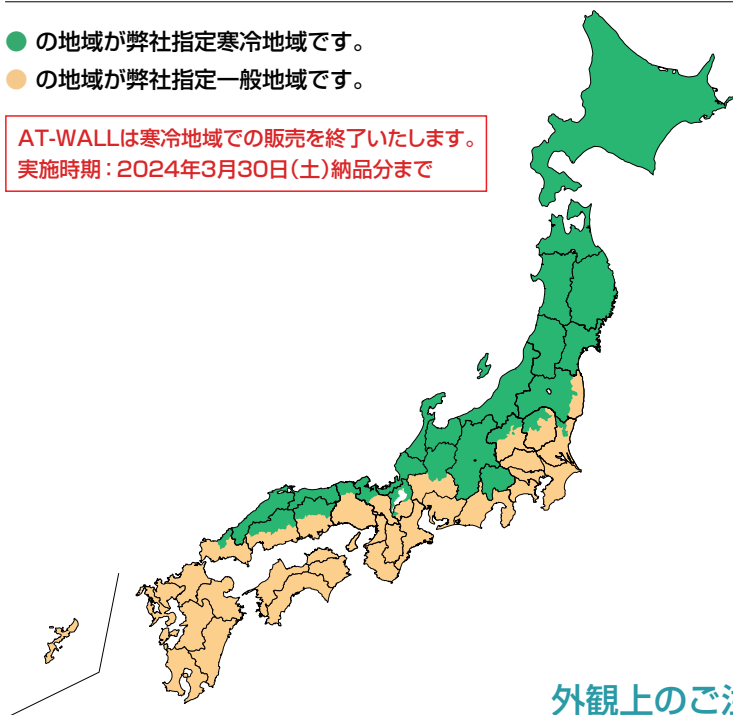 ● の地域が弊社指定寒冷地域です。
● の地域が弊社指定一般地域です。
AT-WALLは寒冷地域での販売を終了いたします。
実施時期：2024年3月30日(土)納品分まで
外観上のご注